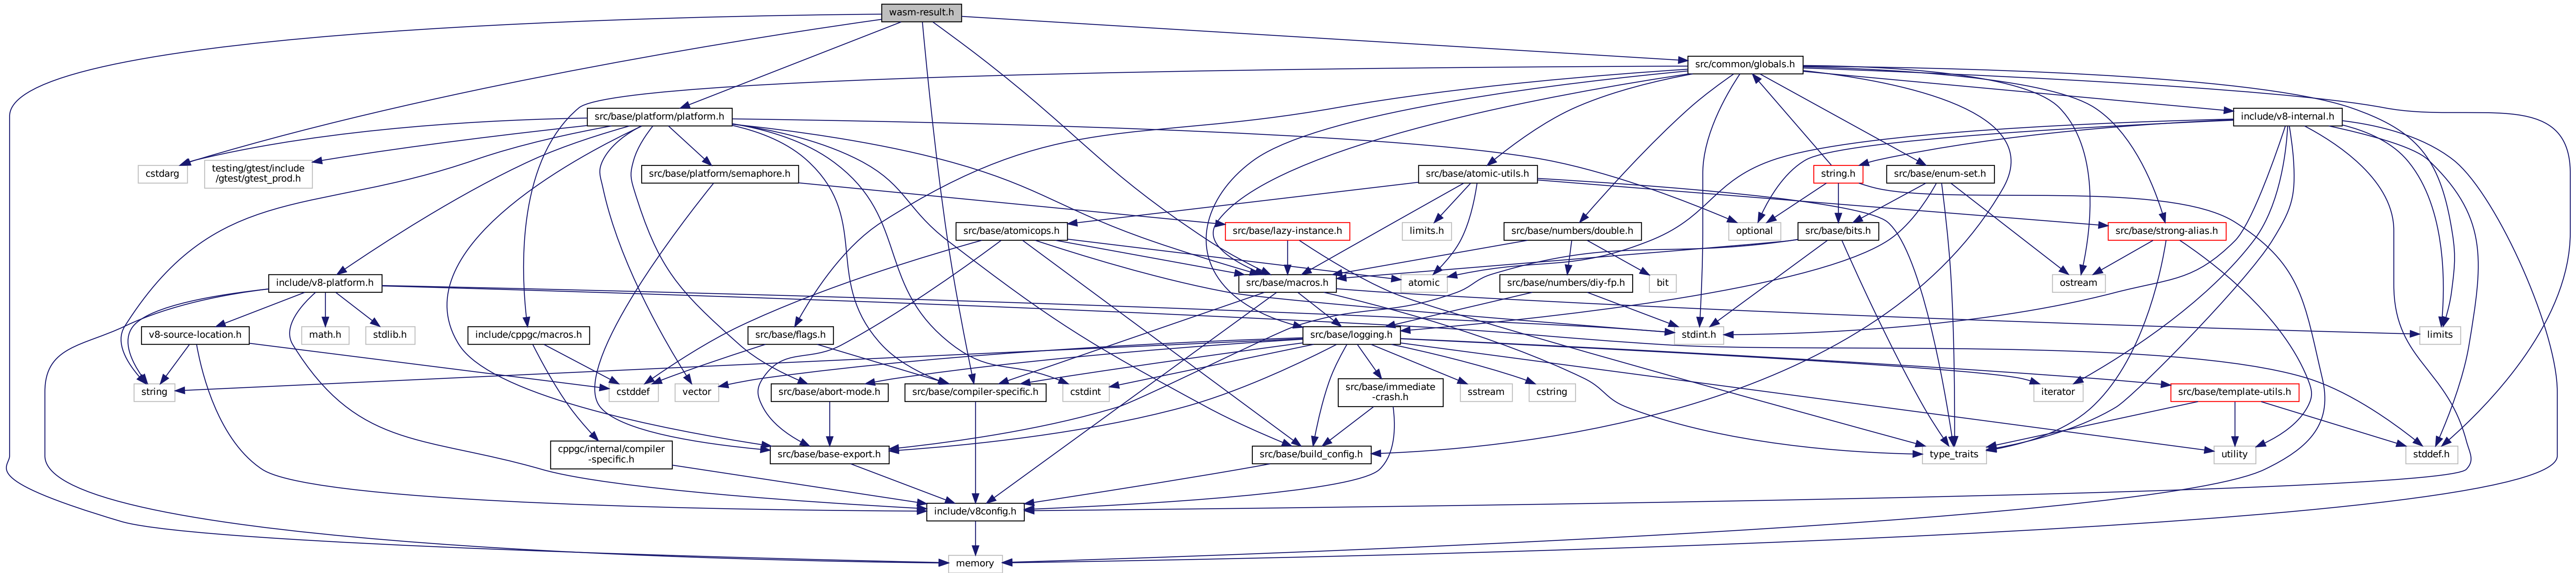 wasm-result.h
src/common/globals.h
src/base/platform/platform.h
include/v8-internal.h
cstdarg
testing/gtest/include
/gtest/gtest_prod.h
src/base/platform/semaphore.h
src/base/atomic-utils.h
string.h
src/base/enum-set.h
src/base/atomicops.h
src/base/lazy-instance.h
limits.h
src/base/numbers/double.h
optional
src/base/bits.h
src/base/strong-alias.h
include/v8-platform.h
src/base/macros.h
atomic
src/base/numbers/diy-fp.h
bit
ostream
v8-source-location.h
math.h
stdlib.h
include/cppgc/macros.h
src/base/flags.h
src/base/logging.h
stdint.h
limits
string
cstddef
vector
src/base/abort-mode.h
src/base/compiler-specific.h
cstdint
src/base/immediate
-crash.h
sstream
cstring
iterator
src/base/template-utils.h
cppgc/internal/compiler
-specific.h
src/base/base-export.h
src/base/build_config.h
type_traits
utility
stddef.h
include/v8config.h
memory